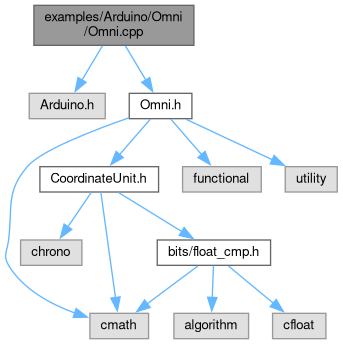 examples/Arduino/Omni
/Omni.cpp
Arduino.h
Omni.h
CoordinateUnit.h
functional
utility
chrono
bits/float_cmp.h
cmath
algorithm
cfloat